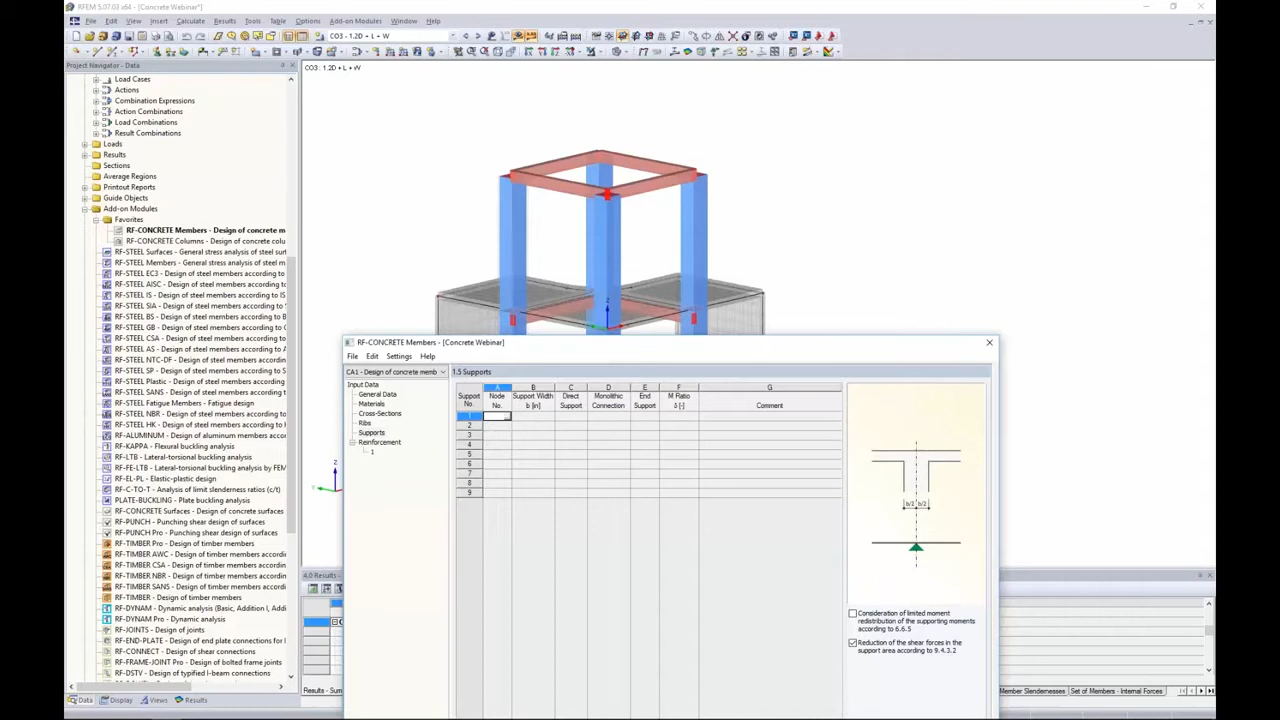 RFEM 5.07.03 x64 - [Concrete Webinar*]
File Edit View Insert Calculate Results Tools Table Options Add-on Modules Window Help
CO3 - 1.2D + L + W
Project Navigator - Data
CO3 : 1.2D + L + W
Load Cases
Actions
Combination Expressions
Action Combinations
Load Combinations
Result Combinations
Loads
Results
Sections
Average Regions
Printout Reports
Guide Objects
Add-on Modules
Favorites
RF-CONCRETE Members - Design of concrete m
RF-CONCRETE Columns - Design of concrete colu
RF-STEEL Surfaces - General stress analysis of steel surf
RF-STEEL Members - General stress analysis of steel m
RF-STEEL EC3 - Design of steel members according to
RF-STEEL AISC - Design of steel members according to
RF-STEEL IS - Design of steel members according to IS
RF-STEEL SIA - Design of steel members according to
RF-STEEL BS - Design of steel members according to
RF-STEEL GB - Design of steel members according to
RF-STEEL CSA - Design of steel members according to
RF-STEEL AS - Design of steel members according to
RF-STEEL NTC-DF - Design of steel members according
RF-STEEL SP - Design of steel members according to
RF-STEEL Plastic - Design of steel members according
RF-STEEL SANS - Design of steel members according to
RF-STEEL Fatigue Members - Fatigue design
RF-STEEL NBR - Design of steel members according to
RF-STEEL HK - Design of steel members according to
RF-ALUMINUM - Design of aluminum members accord
RF-KAPPA - Flexural buckling analysis
RF-LTB - Lateral-torsional buckling analysis
RF-FE-LTB - Lateral-torsional buckling analysis by FEM
RF-EL-PL - Elastic-plastic design
RF-C-TO-T - Analysis of limit slenderness ratios (c/t)
PLATE-BUCKLING - Plate buckling analysis
RF-CONCRETE Surfaces - Design of concrete surfaces
RF-PUNCH - Punching shear design of surfaces
RF-PUNCH Pro - Punching shear design of surfaces
RF-TIMBER Pro - Design of timber members
RF-TIMBER AWC - Design of timber members accordi
RF-TIMBER CSA - Design of timber members accordin
RF-TIMBER NBR - Design of timber members accordin
RF-TIMBER SANS - Design of timber members accordi
RF-TIMBER - Design of timber members
RF-DYNAM - Dynamic analysis (Basic, Addition I, Addi
RF-DYNAM Pro - Dynamic analysis
RF-JOINTS - Design of joints
RF-END-PLATE - Design of end plate connections for
RF-CONNECT - Design of shear connections
RF-FRAME-JOINT Pro - Design of bolted frame joints
RF-DSTV - Design of typified I-beam connections
Data Display Views Results
RF-CONCRETE Members - [Concrete Webinar]
File Edit Settings Help
CA1 - Design of concrete memb
1.5 Supports
Input Data
General Data
Materials
Cross-Sections
Ribs
Supports
Reinforcement
1
A B C D E F G
Support No. Node No. Support Width b [in] Direct Support Monolithic Connection End Support M Ratio δ [-] Comment
1
2
3
4
5
6
7
8
9
b/2 b/2
Consideration of limited moment
redistribution of the supporting moments
according to 6.6.5
Reduction of the shear forces in the
support area according to 9.4.3.2
4.0 Results -
Results - Sum
Member Slendernesses Set of Members - Internal Forces